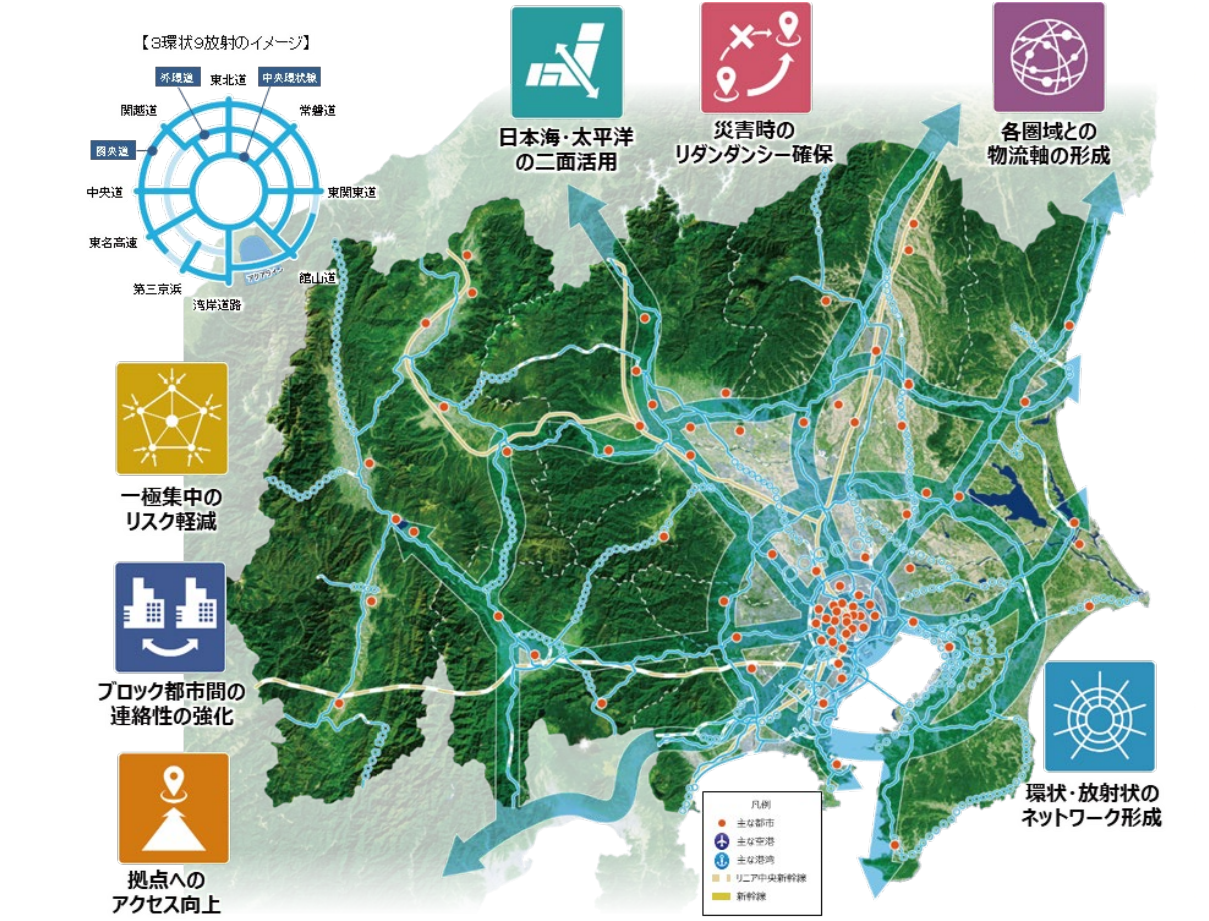 【3環状9放射のイメージ】
外環道
東北道
中央環状線
関越道
常磐道
圏央道
中央道
東関東道
東名高速
館山道
アクアライン
第三京浜
湾岸道路
日本海・太平洋
の二面活用
災害時の
リダンダンシー確保
各圏域との
物流軸の形成
一極集中の
リスク軽減
ブロック都市間の
連絡性の強化
拠点への
アクセス向上
環状・放射状の
ネットワーク形成
凡例
主な都市
主な空港
主な港湾
リニア中央新幹線
新幹線